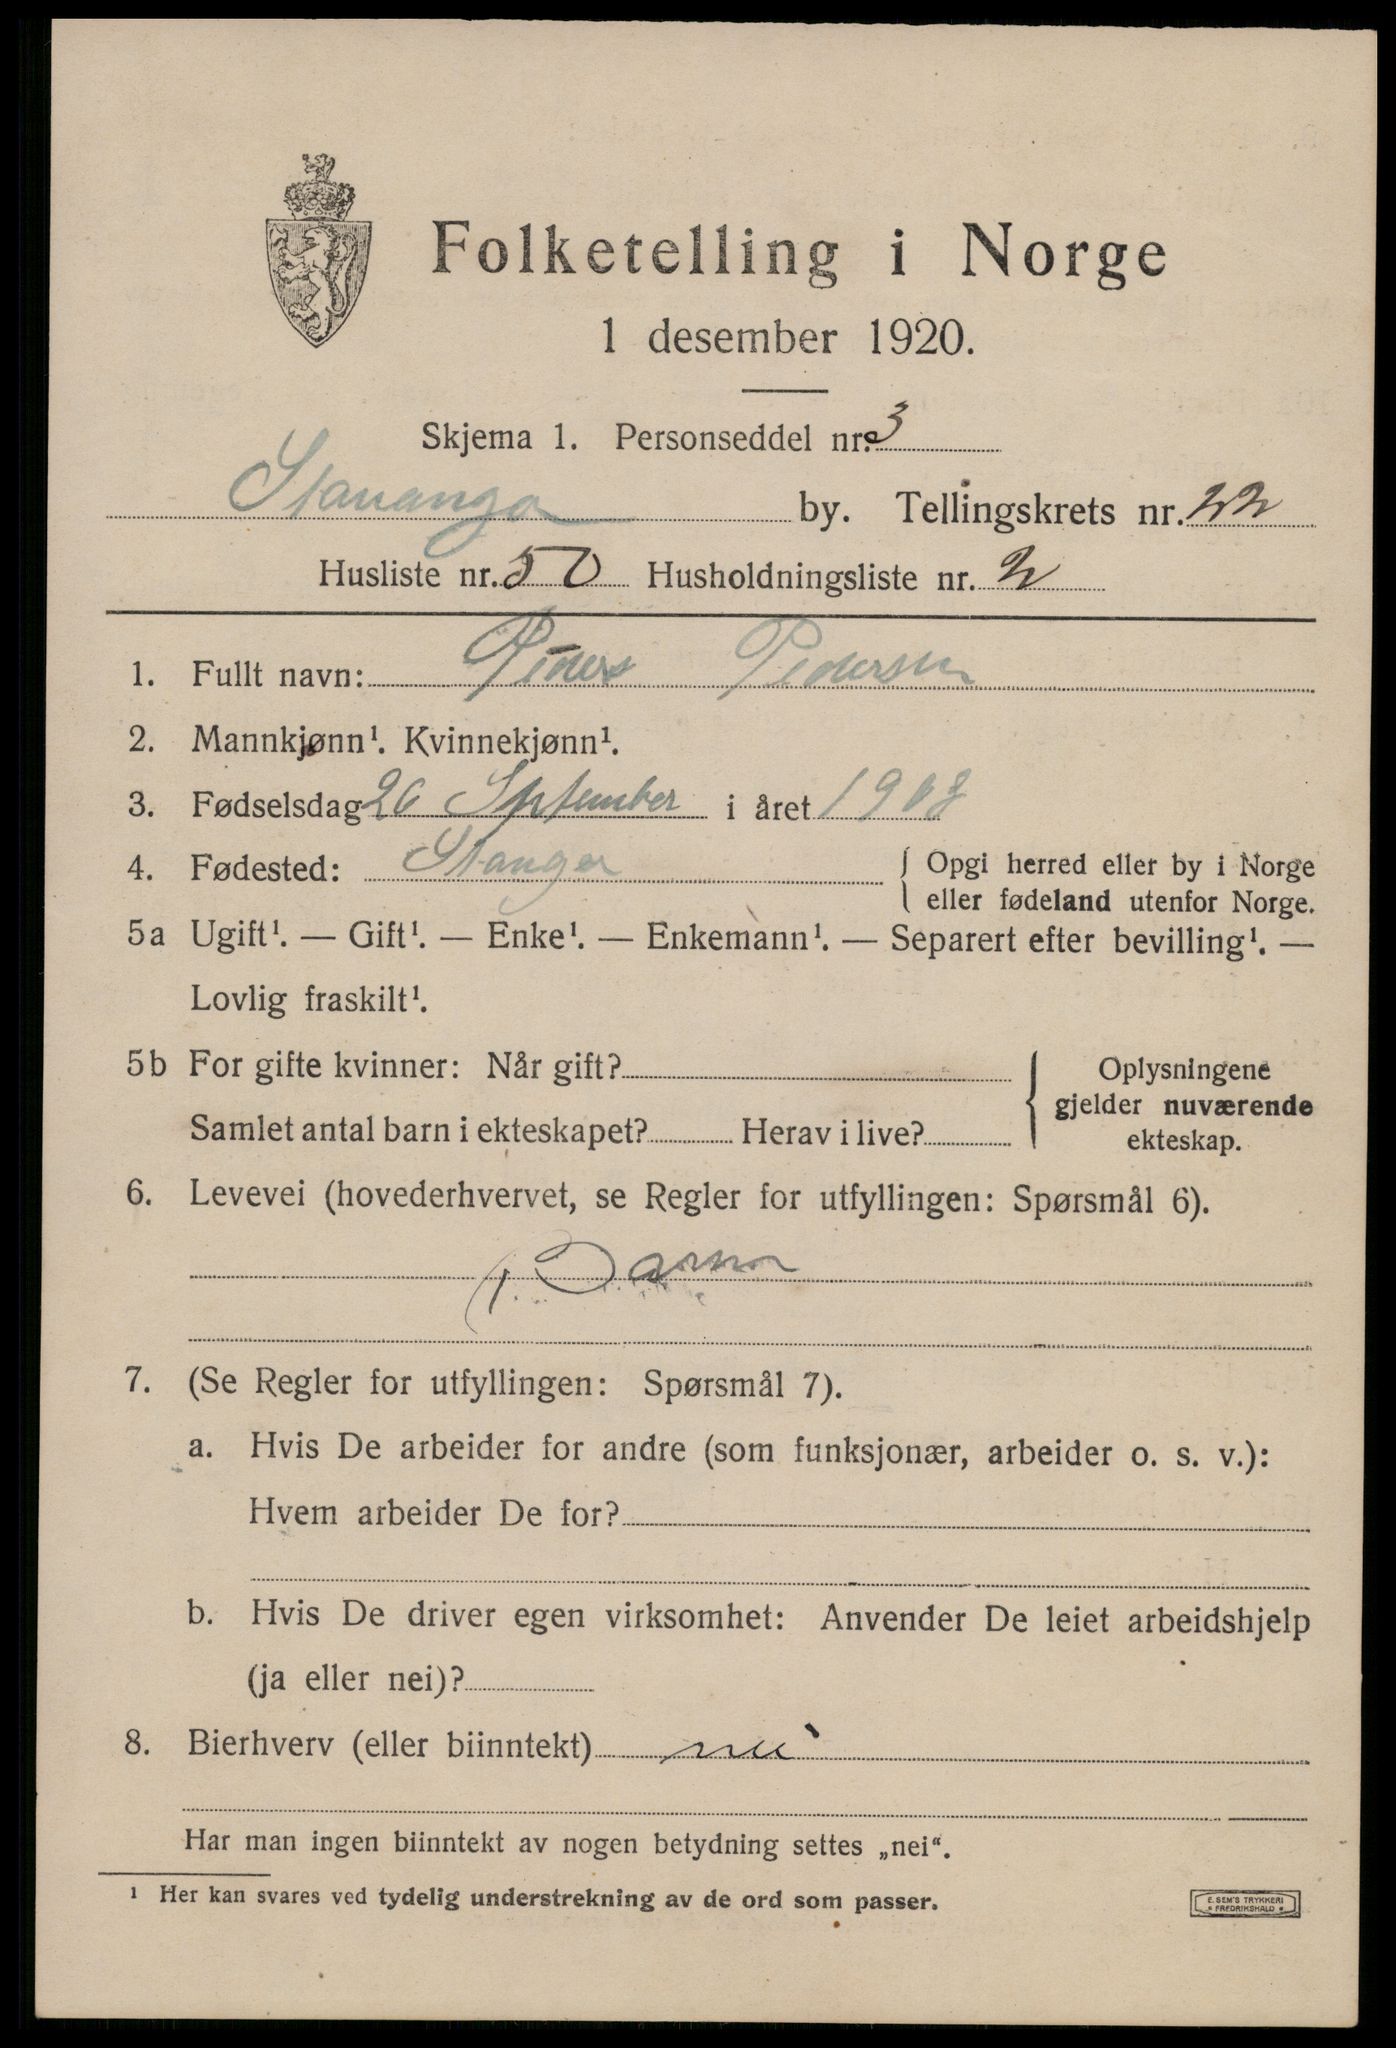 Folketelling i Norge
1 desember 1920.
Skjema 1. Personseddel nr. 3
Stavanger by. Tellingskrets nr. 22
Husliste nr. 50 Husholdningsliste nr. 2
1. Fullt navn: Peder Pedersen
2. Mannkjønn¹. Kvinnekjønn¹.
3. Fødselsdag 26 September i året 1908
4. Fødested: Stanger { Opgi herred eller by i Norge
eller fødeland utenfor Norge.
5a Ugift¹. — Gift¹. — Enke¹. — Enkemann¹. — Separert efter bevilling¹. —
Lovlig fraskilt¹.
5b For gifte kvinner: Når gift? { Oplysningene
gjelder nuværende
Samlet antal barn i ekteskapet? Herav i live?
ekteskap.
6. Levevei (hovederhvervet, se Regler for utfyllingen: Spørsmål 6).
7. (Se Regler for utfyllingen: Spørsmål 7).
a. Hvis De arbeider for andre (som funksjonær, arbeider o. s. v.):
Hvem arbeider De for?
b. Hvis De driver egen virksomhet: Anvender De leiet arbeidshjelp
(ja eller nei)?
8. Bierhverv (eller biinntekt) nei
Har man ingen biinntekt av nogen betydning settes „nei“.
¹ Her kan svares ved tydelig understrekning av de ord som passer.
E. SEM'S TRYKKERI
FREDRIKSHALD